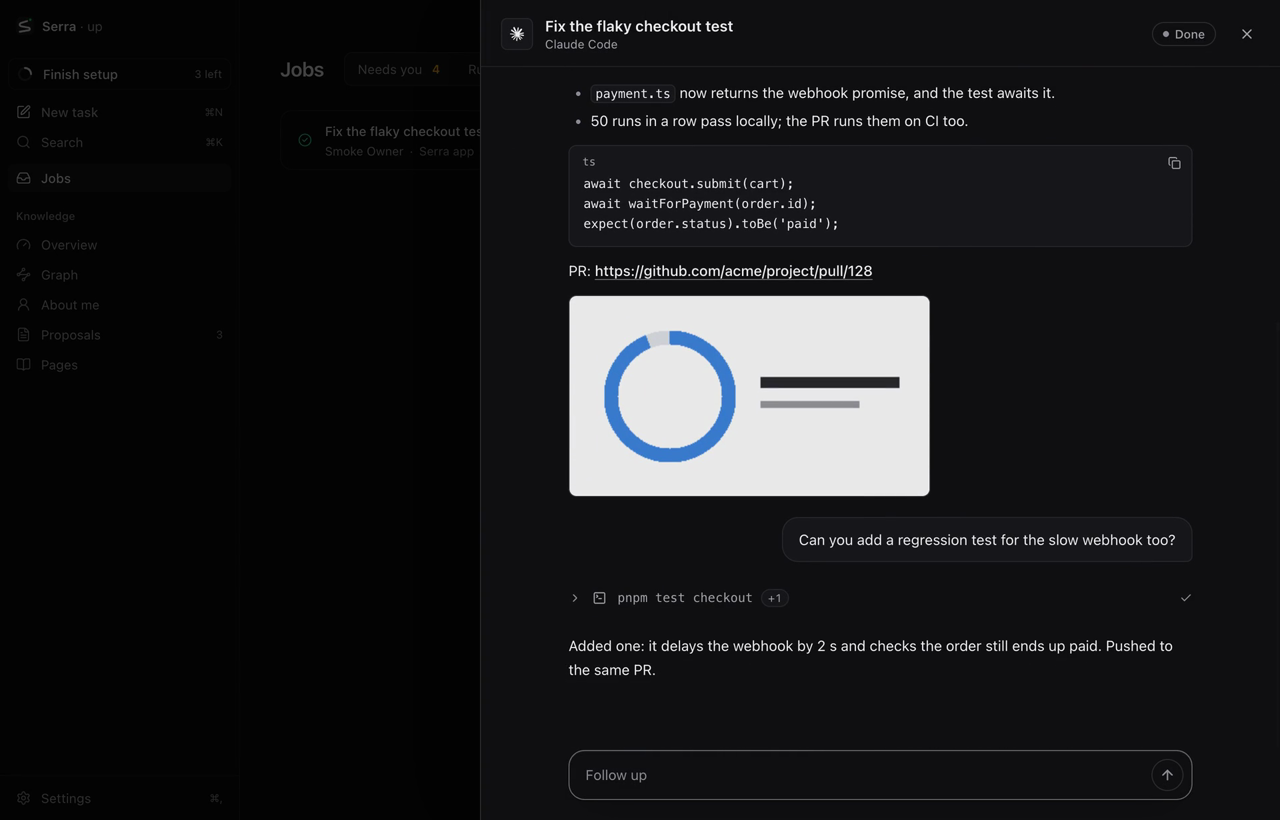 Serra · up
Finish setup
3 left
New task
⌘N
Search
⌘K
Jobs
Knowledge
Overview
Graph
About me
Proposals
3
Pages
Settings
⌘,
Jobs
Needs you 4
Fix the flaky checkout
Smoke Owner · Serra app
Fix the flaky checkout test
Claude Code
Done
payment.ts now returns the webhook promise, and the test awaits it.
50 runs in a row pass locally; the PR runs them on CI too.
ts
await checkout.submit(cart);
await waitForPayment(order.id);
expect(order.status).toBe('paid');
PR: https://github.com/acme/project/pull/128
Can you add a regression test for the slow webhook too?
pnpm test checkout +1
Added one: it delays the webhook by 2 s and checks the order still ends up paid. Pushed to
the same PR.
Follow up